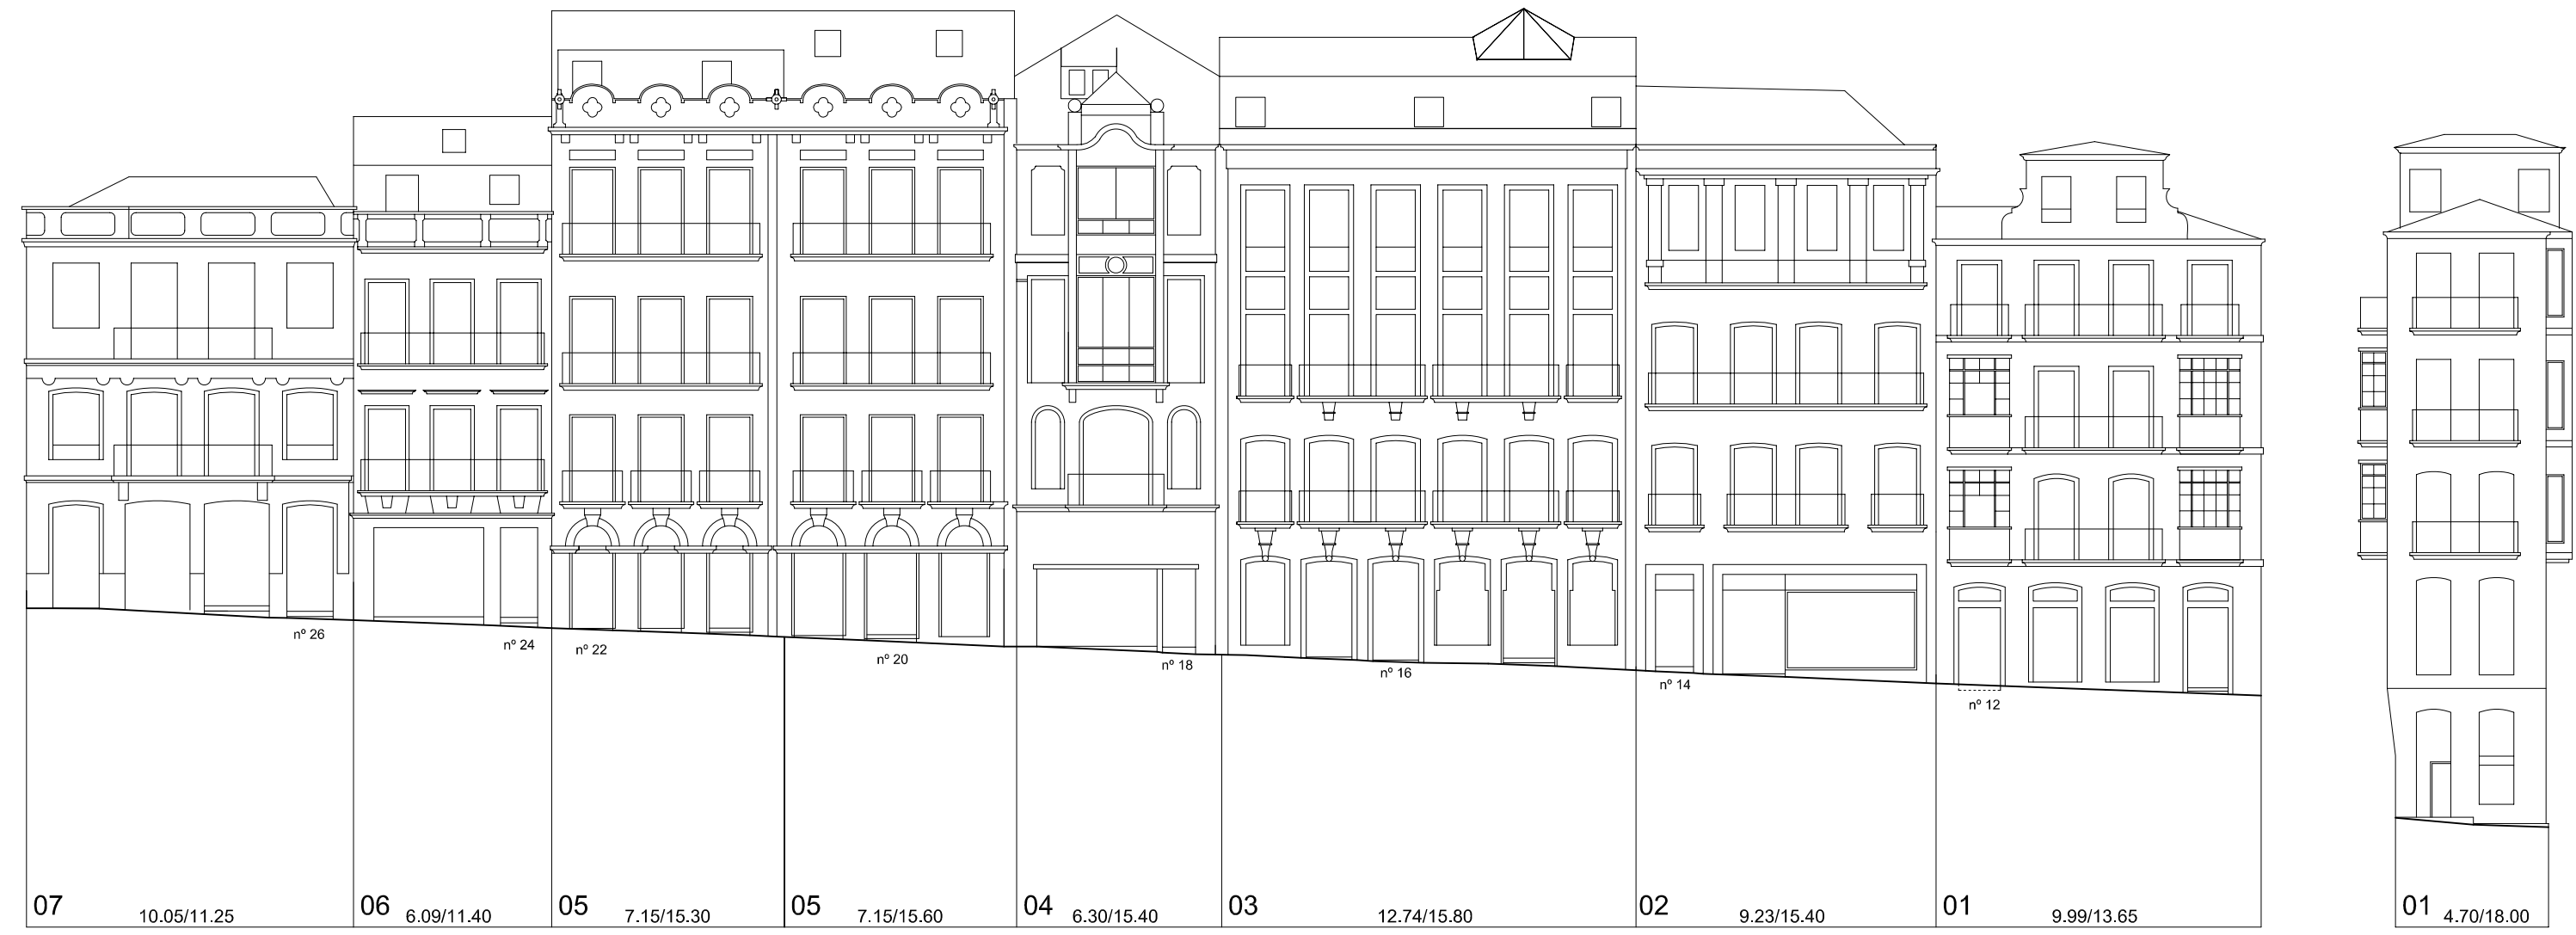 nº 26
nº 24
nº 22
nº 20
nº 18
nº 16
nº 14
nº 12
07 10.05/11.25
06 6.09/11.40
05 7.15/15.30
05 7.15/15.60
04 6.30/15.40
03 12.74/15.80
02 9.23/15.40
01 9.99/13.65
01 4.70/18.00